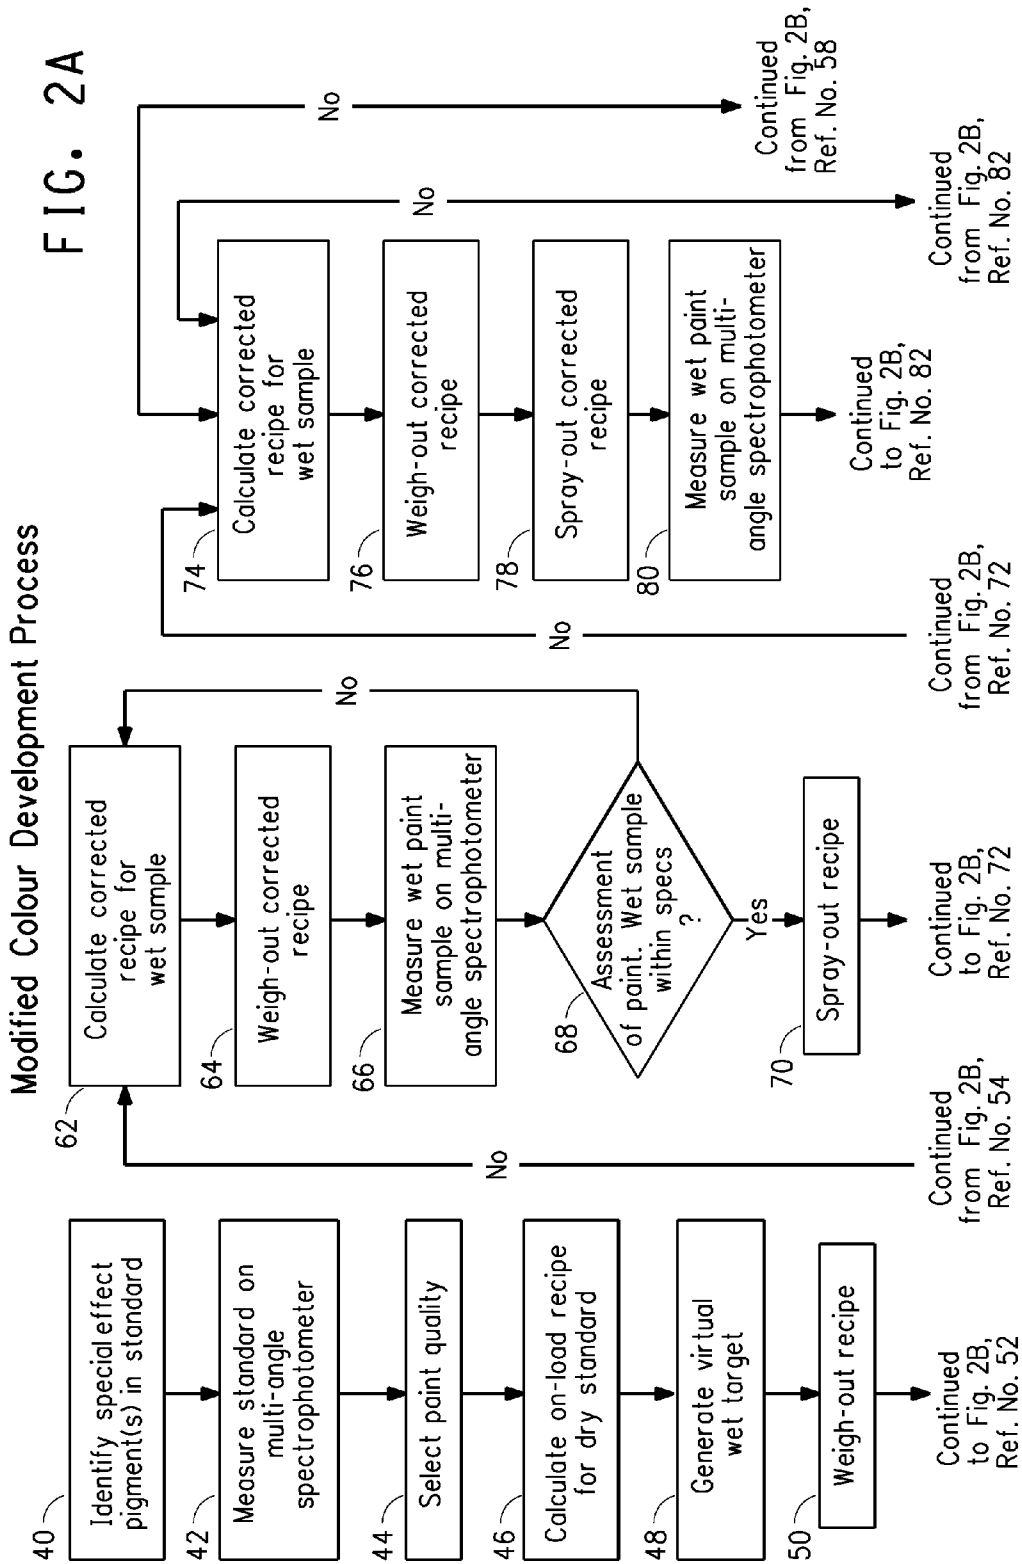 FIG. 2A
Modified Colour Development Process
40
Identify special effect
pigment(s) in standard
42
Measure standard on
multi-angle
spectrophotometer
44
Select paint quality
46
Calculate on-load recipe
for dry standard
48
Generate virtual
wet target
50
Weigh-out recipe
Continued
to Fig. 2B,
Ref. No. 52
No
Continued
from Fig. 2B,
Ref. No. 54
62
Calculate corrected
recipe for
wet sample
64
Weigh-out corrected
recipe
66
Measure wet paint
sample on multi-
angle spectrophotometer
68
Assessment
of paint. Wet sample
within specs
?
No
Yes
70
Spray-out recipe
Continued
to Fig. 2B,
Ref. No. 72
No
Continued
from Fig. 2B,
Ref. No. 72
74
Calculate corrected
recipe for
wet sample
76
Weigh-out corrected
recipe
78
Spray-out corrected
recipe
80
Measure wet paint
sample on multi-
angle spectrophotometer
Continued
to Fig. 2B,
Ref. No. 82
No
Continued
from Fig. 2B,
Ref. No. 82
No
Continued
from Fig. 2B,
Ref. No. 58